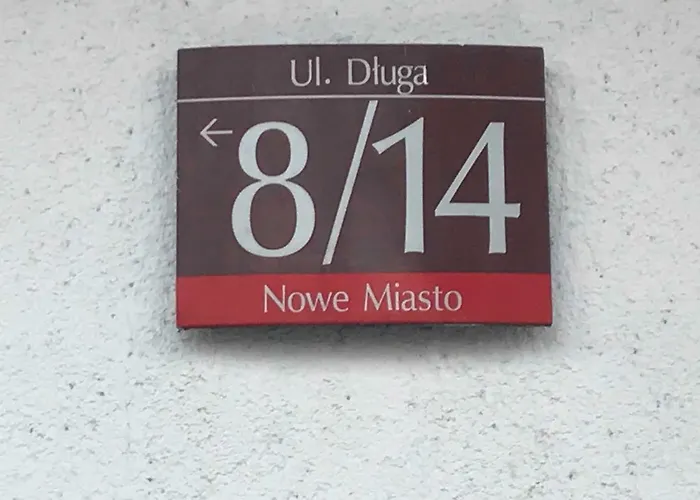 Ul. Długa
← 8/14
Nowe Miasto